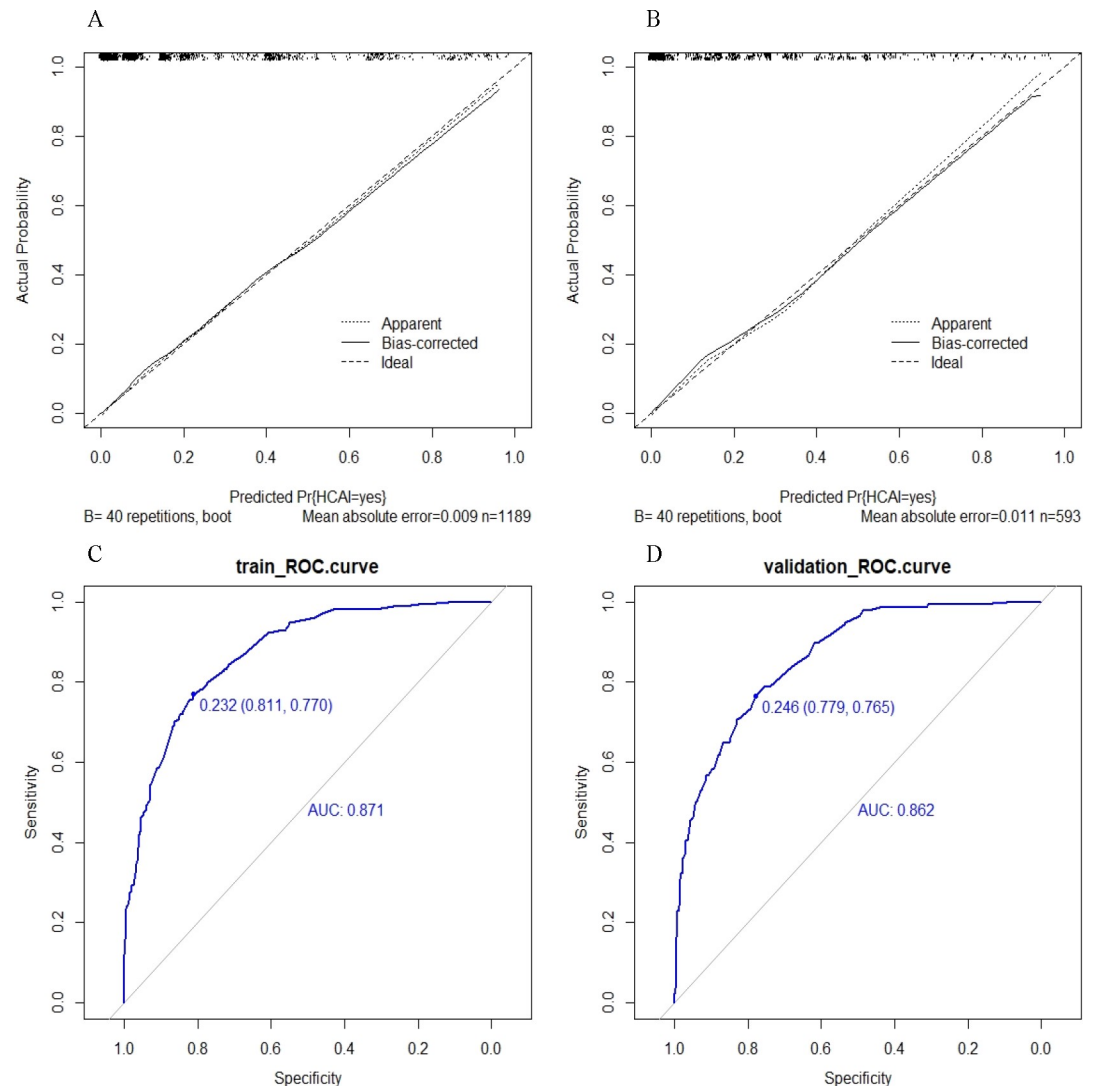 A
B
1.0
0.8
0.6
0.4
0.2
0.0
Actual Probability
Apparent
Bias-corrected
Ideal
0.0 0.2 0.4 0.6 0.8 1.0
Predicted Pr{HCAI=yes}
B= 40 repetitions, boot Mean absolute error=0.009 n=1189
1.0
0.8
0.6
0.4
0.2
0.0
Actual Probability
Apparent
Bias-corrected
Ideal
0.0 0.2 0.4 0.6 0.8 1.0
Predicted Pr{HCAI=yes}
B= 40 repetitions, boot Mean absolute error=0.011 n=593
C
train_ROC.curve
1.0
0.8
0.6
0.4
0.2
0.0
Sensitivity
0.232 (0.811, 0.770)
AUC: 0.871
1.0 0.8 0.6 0.4 0.2 0.0
Specificity
D
validation_ROC.curve
1.0
0.8
0.6
0.4
0.2
0.0
Sensitivity
0.246 (0.779, 0.765)
AUC: 0.862
1.0 0.8 0.6 0.4 0.2 0.0
Specificity